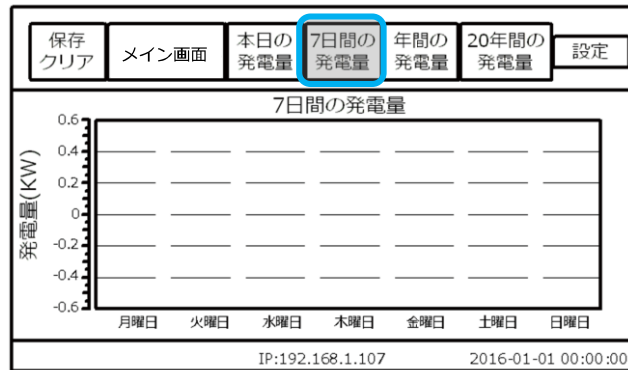 保存
クリア
メイン画面
本日の
発電量
7日間の
発電量
年間の
発電量
20年間の
発電量
設定
7日間の発電量
発電量(KW)
0.6
0.4
0.2
0
-0.2
-0.4
-0.6
月曜日 火曜日 水曜日 木曜日 金曜日 土曜日 日曜日
IP:192.168.1.107 2016-01-01 00:00:00